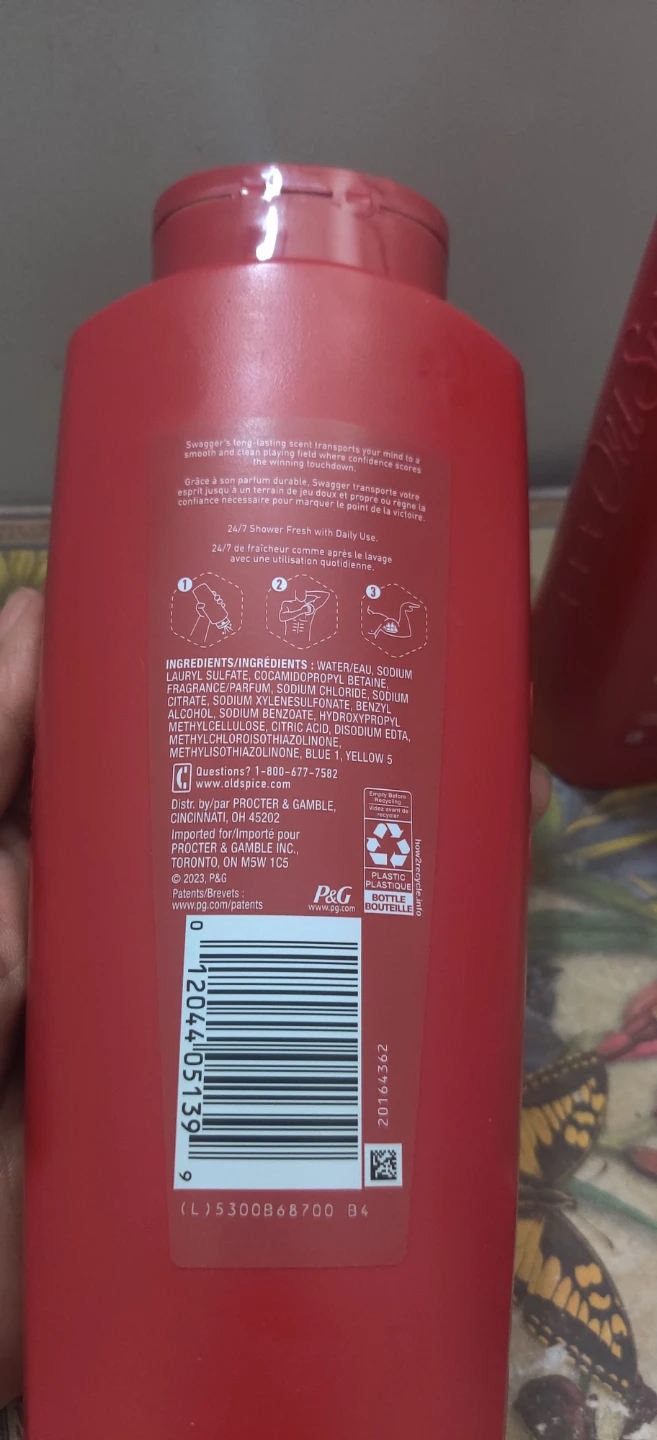 Swagger's long-lasting scent transports your mind to a
smooth and clean playing field where confidence scores
the winning touchdown.
Grâce à son parfum durable, Swagger transporte votre
esprit jusqu'à un terrain de jeu doux et propre où règne la
confiance nécessaire pour marquer le point de la victoire.
24/7 Shower Fresh with Daily Use.
24/7 de fraîcheur comme après le lavage
avec une utilisation quotidienne.
1 2 3
INGREDIENTS/INGRÉDIENTS : WATER/EAU, SODIUM
LAURYL SULFATE, COCAMIDOPROPYL BETAINE,
FRAGRANCE/PARFUM, SODIUM CHLORIDE, SODIUM
CITRATE, SODIUM XYLENESULFONATE, BENZYL
ALCOHOL, SODIUM BENZOATE, HYDROXYPROPYL
METHYLCELLULOSE, CITRIC ACID, DISODIUM EDTA,
METHYLCHLOROISOTHIAZOLINONE,
METHYLISOTHIAZOLINONE, BLUE 1, YELLOW 5
Questions? 1-800-677-7582
www.oldspice.com
Distr. by/par PROCTER & GAMBLE,
CINCINNATI, OH 45202
Imported for/Importé pour
PROCTER & GAMBLE INC.,
TORONTO, ON M5W 1C5
© 2023, P&G
Patents/Brevets :
www.pg.com/patents
P&G
www.pg.com
Empty Before
Recycling
Videz avant de
recycler
PLASTIC
PLASTIQUE
BOTTLE
BOUTEILLE
how2recycle.info
0 12044 05139 9
20164362
(L)5300B68700 B4